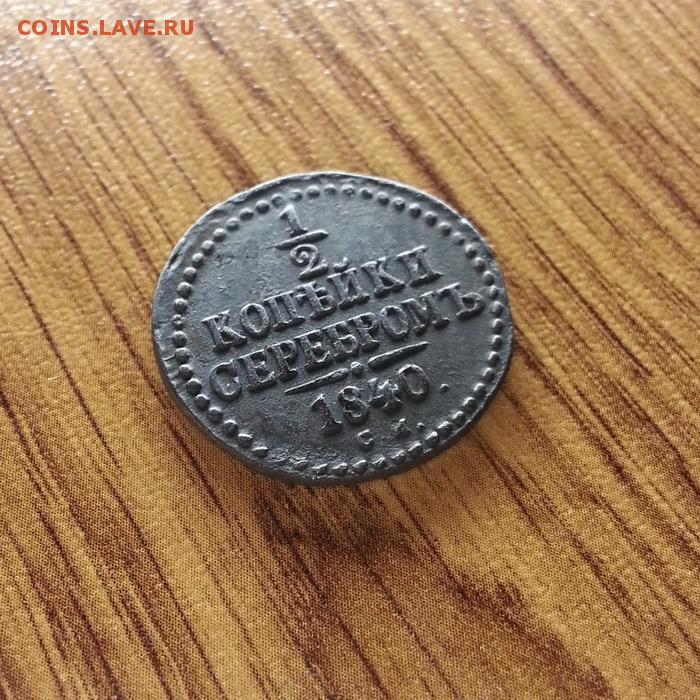 COINS.LAVE.RU
1/2
КОПѢЙКИ
СЕРЕБРОМЪ
1840.